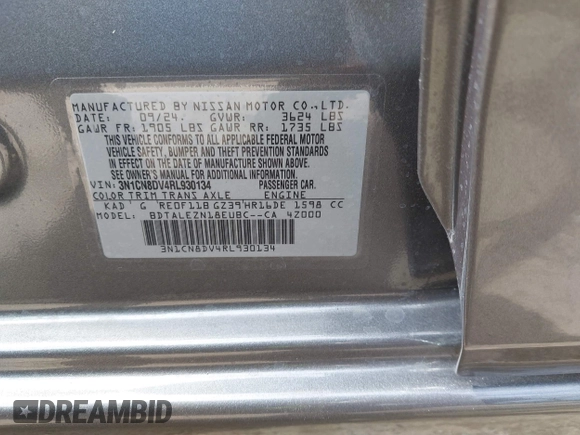 MANUFACTURED BY NISSAN MOTOR CO.,LTD.
DATE: 09/24. GVWR: 3624 LBS
GAWR FR: 1905 LBS GAWR RR: 1735 LBS
THIS VEHICLE CONFORMS TO ALL APPLICABLE FEDERAL MOTOR
VEHICLE SAFETY, BUMPER AND THEFT PREVENTION STANDARDS
IN EFFECT ON THE DATE OF MANUFACTURE SHOWN ABOVE.
SEE OWNER'S MANUAL FOR ADDITIONAL INFORMATION.
VIN: 3N1CN8DV4RL930134 PASSENGER CAR.
COLOR TRIM TRANS AXLE ENGINE
KAD G RE0F11B GZ39 HR16DE 1598 CC
MODEL: BDTALEZN18EUBC--CA 4Z000
3N1CN8DV4RL930134
DREAMBID